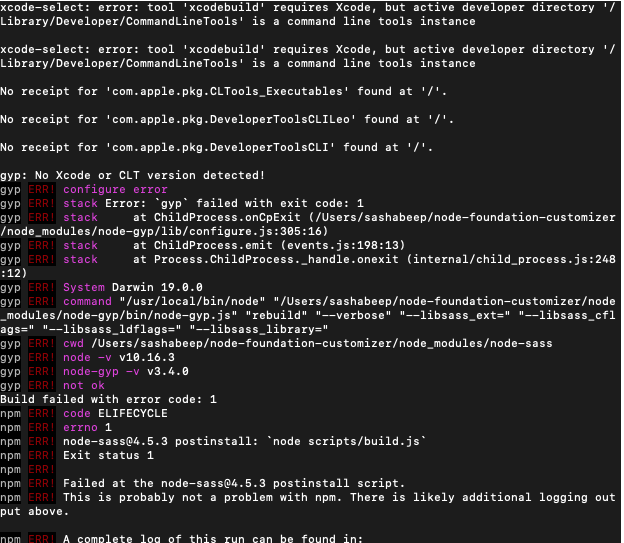 xcode-select: error: tool 'xcodebuild' requires Xcode, but active developer directory '/
Library/Developer/CommandLineTools' is a command line tools instance
xcode-select: error: tool 'xcodebuild' requires Xcode, but active developer directory '/
Library/Developer/CommandLineTools' is a command line tools instance
No receipt for 'com.apple.pkg.CLTools_Executables' found at '/'.
No receipt for 'com.apple.pkg.DeveloperToolsCLILeo' found at '/'.
No receipt for 'com.apple.pkg.DeveloperToolsCLI' found at '/'.
gyp: No Xcode or CLT version detected!
gyp ERR! configure error
gyp ERR! stack Error: `gyp` failed with exit code: 1
gyp ERR! stack     at ChildProcess.onCpExit (/Users/sashabeep/node-foundation-customizer
/node_modules/node-gyp/lib/configure.js:305:16)
gyp ERR! stack     at ChildProcess.emit (events.js:198:13)
gyp ERR! stack     at Process.ChildProcess._handle.onexit (internal/child_process.js:248
:12)
gyp ERR! System Darwin 19.0.0
gyp ERR! command "/usr/local/bin/node" "/Users/sashabeep/node-foundation-customizer/node
_modules/node-gyp/bin/node-gyp.js" "rebuild" "--verbose" "--libsass_ext=" "--libsass_cfl
ags=" "--libsass_ldflags=" "--libsass_library="
gyp ERR! cwd /Users/sashabeep/node-foundation-customizer/node_modules/node-sass
gyp ERR! node -v v10.16.3
gyp ERR! node-gyp -v v3.4.0
gyp ERR! not ok
Build failed with error code: 1
npm ERR! code ELIFECYCLE
npm ERR! errno 1
npm ERR! node-sass@4.5.3 postinstall: `node scripts/build.js`
npm ERR! Exit status 1
npm ERR!
npm ERR! Failed at the node-sass@4.5.3 postinstall script.
npm ERR! This is probably not a problem with npm. There is likely additional logging out
put above.
npm ERR! A complete log of this run can be found in: